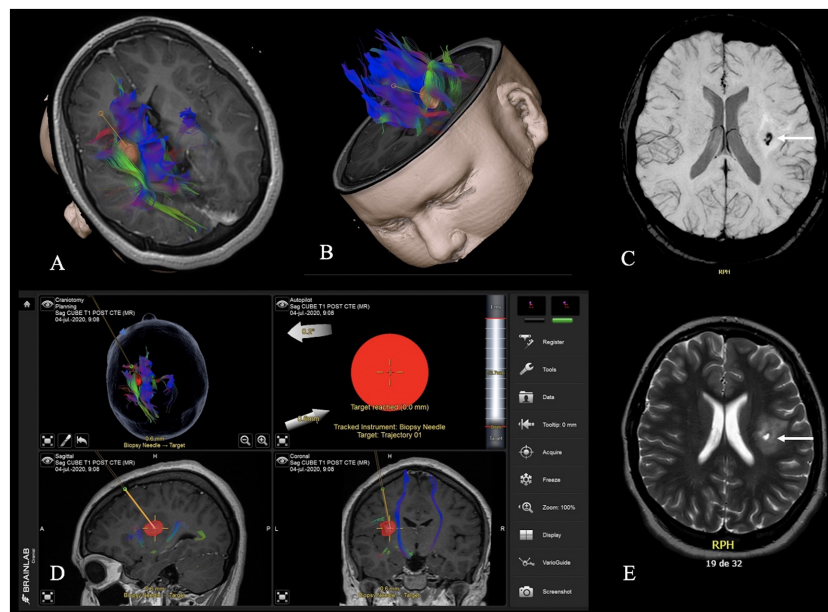 A
B
C
RPH
Craniotomy
Planning
Sag CUBE T1 POST CTE (MR)
04-jul.-2020, 9:08
Biopsy Needle → Target
Autopilot
Sag CUBE T1 POST CTE (MR)
04-jul.-2020, 9:08
Target reached (0.0 mm)
Tracked Instrument: Biopsy Needle
Target: Trajectory 01
Register
Tools
Data
Tooltip: 0 mm
Acquire
Freeze
Zoom: 100%
Display
VarioGuide
Screenshot
Sagittal
Sag CUBE T1 POST CTE (MR)
04-jul.-2020, 9:08
H
A
P
Coronal
Sag CUBE T1 POST CTE (MR)
04-jul.-2020, 9:08
H
L
R
BRAINLAB
D
E
RPH
19 de 32